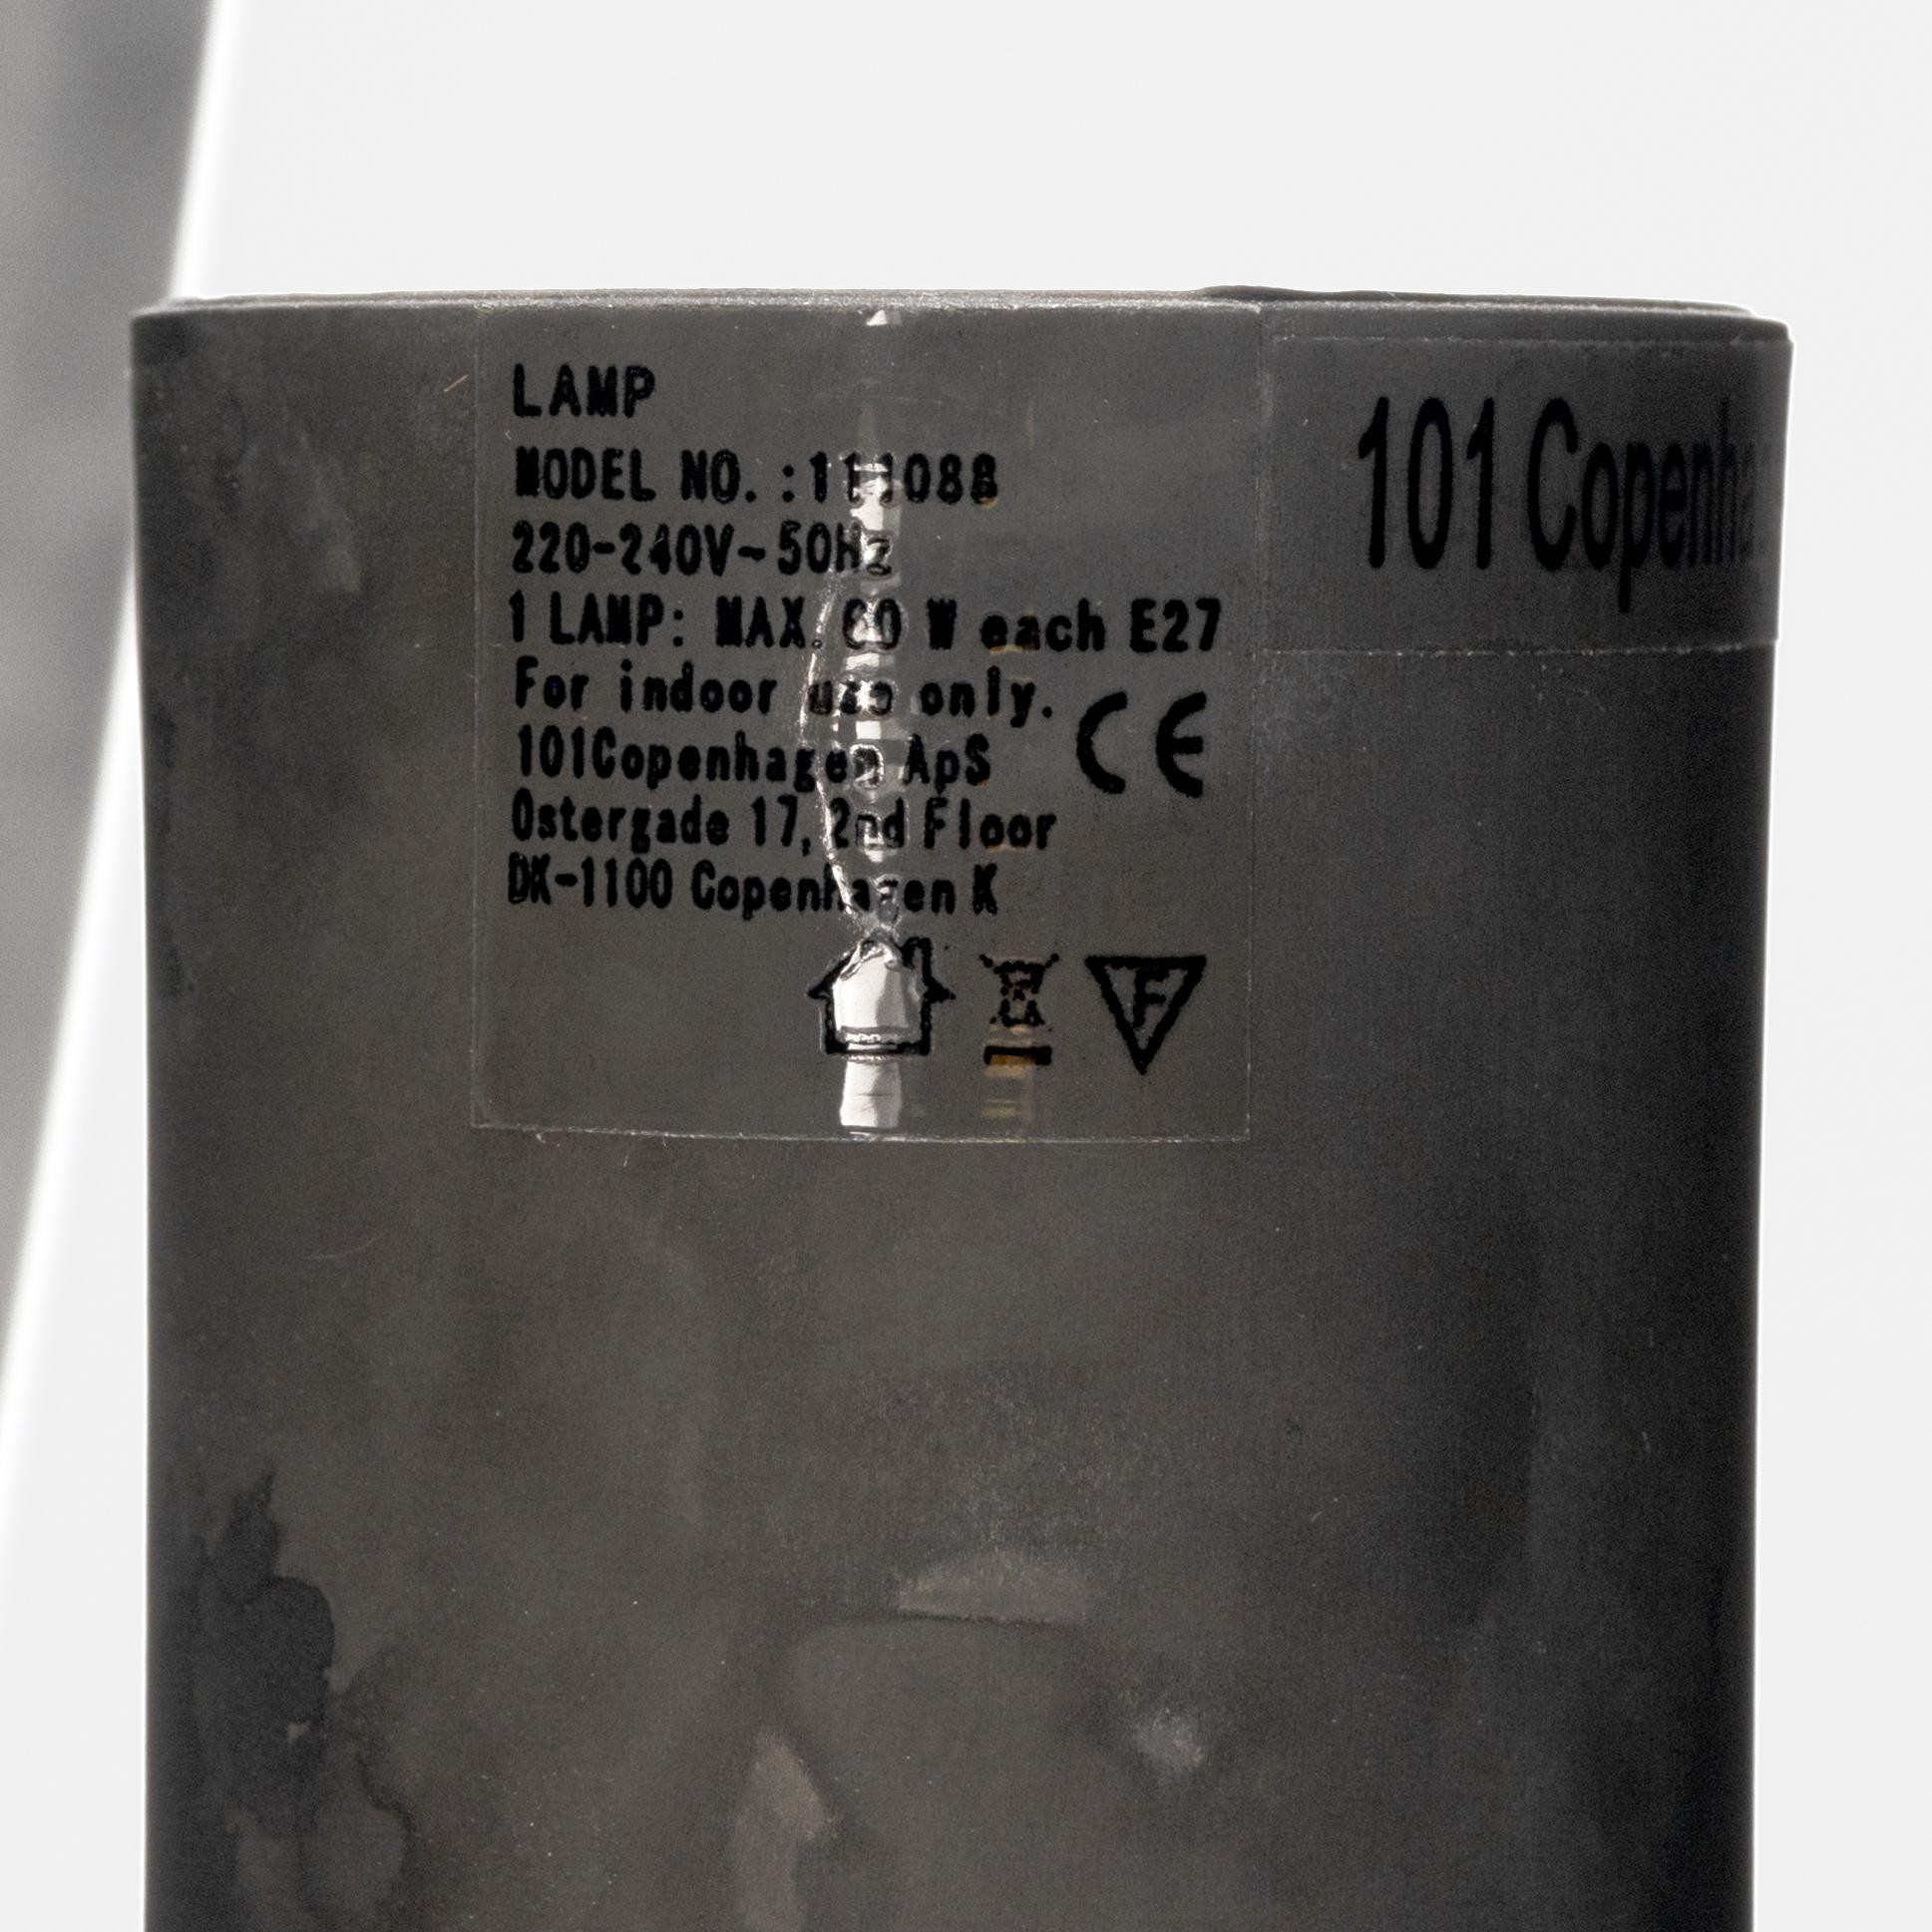 LAMP
MODEL NO. :111088
220-240V~50Hz
1 LAMP: MAX. 60 W each E27
For indoor use only.
CE
101Copenhagen ApS
Ostergade 17, 2nd Floor
DK-1100 Copenhagen K
F
101 Copenha